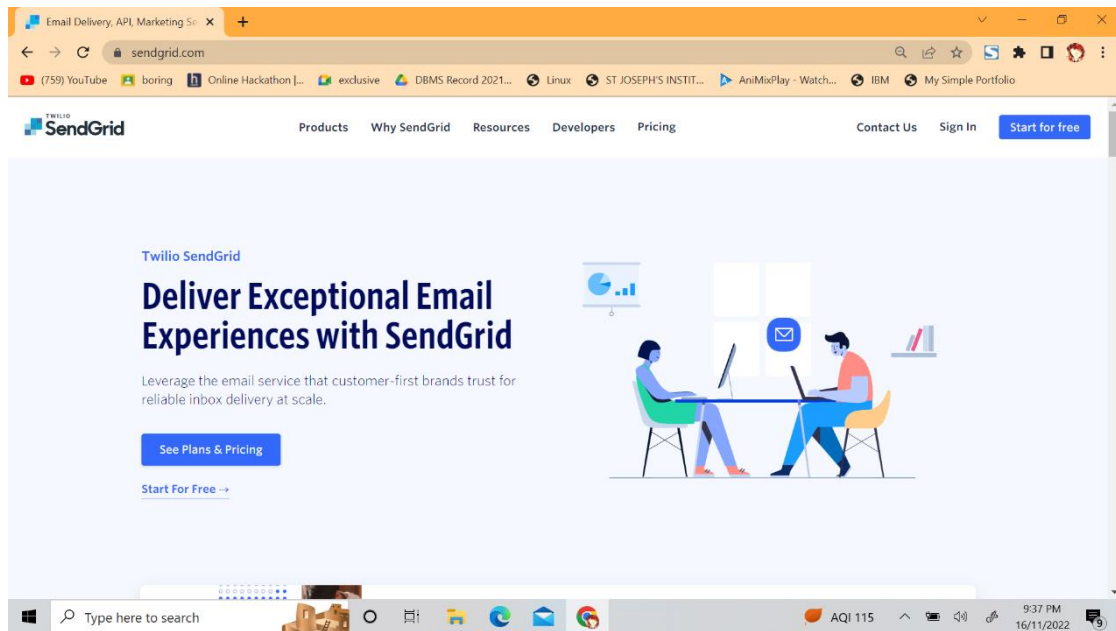 Email Delivery, API, Marketing Se
sendgrid.com
(759) YouTube boring Online Hackathon |... exclusive DBMS Record 2021... Linux ST JOSEPH'S INSTIT... AniMixPlay - Watch... IBM My Simple Portfolio
TWILIO
SendGrid
Products Why SendGrid Resources Developers Pricing Contact Us Sign In Start for free
Twilio SendGrid
Deliver Exceptional Email
Experiences with SendGrid
Leverage the email service that customer-first brands trust for
reliable inbox delivery at scale.
See Plans & Pricing
Start For Free →
Type here to search
AQI 115
9:37 PM
16/11/2022
9